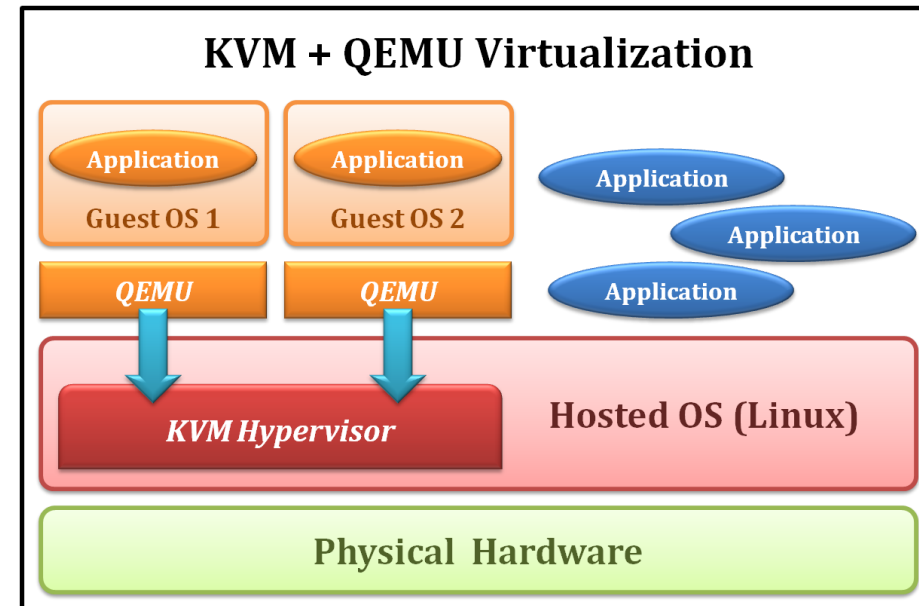 KVM + QEMU Virtualization
Application
Guest OS 1
Application
Guest OS 2
Application
Application
Application
QEMU
QEMU
KVM Hypervisor
Hosted OS (Linux)
Physical Hardware